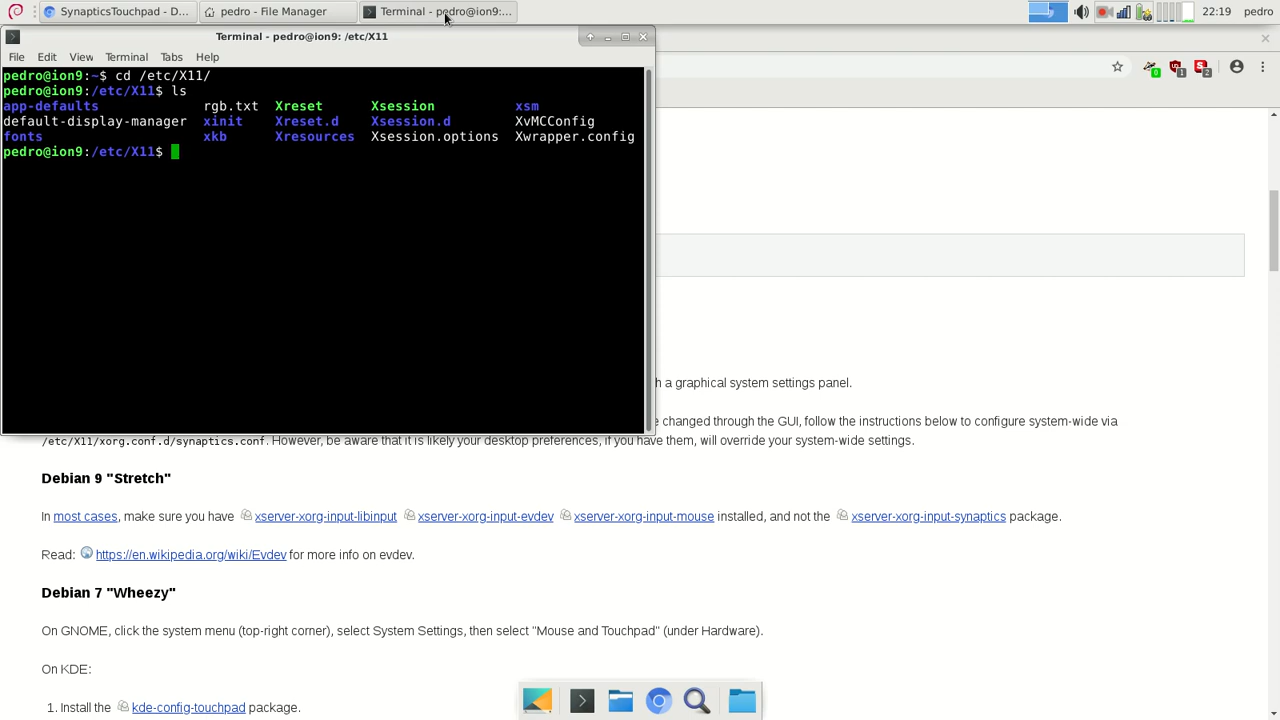 SynapticsTouchpad - D... pedro - File Manager Terminal - pedro@ion9:... 22:19 pedro
Terminal - pedro@ion9: /etc/X11
File Edit View Terminal Tabs Help
pedro@ion9:~$ cd /etc/X11/
pedro@ion9:/etc/X11$ ls
app-defaults rgb.txt Xreset Xsession xsm
default-display-manager xinit Xreset.d Xsession.d XvMCConfig
fonts xkb Xresources Xsession.options Xwrapper.config
pedro@ion9:/etc/X11$
0 1 2
h a graphical system settings panel.
e changed through the GUI, follow the instructions below to configure system-wide via
/etc/X11/xorg.conf.d/synaptics.conf. However, be aware that it is likely your desktop preferences, if you have them, will override your system-wide settings.
Debian 9 "Stretch"
In most cases, make sure you have xserver-xorg-input-libinput xserver-xorg-input-evdev xserver-xorg-input-mouse installed, and not the xserver-xorg-input-synaptics package.
Read: https://en.wikipedia.org/wiki/Evdev for more info on evdev.
Debian 7 "Wheezy"
On GNOME, click the system menu (top-right corner), select System Settings, then select "Mouse and Touchpad" (under Hardware).
On KDE:
1. Install the kde-config-touchpad package.